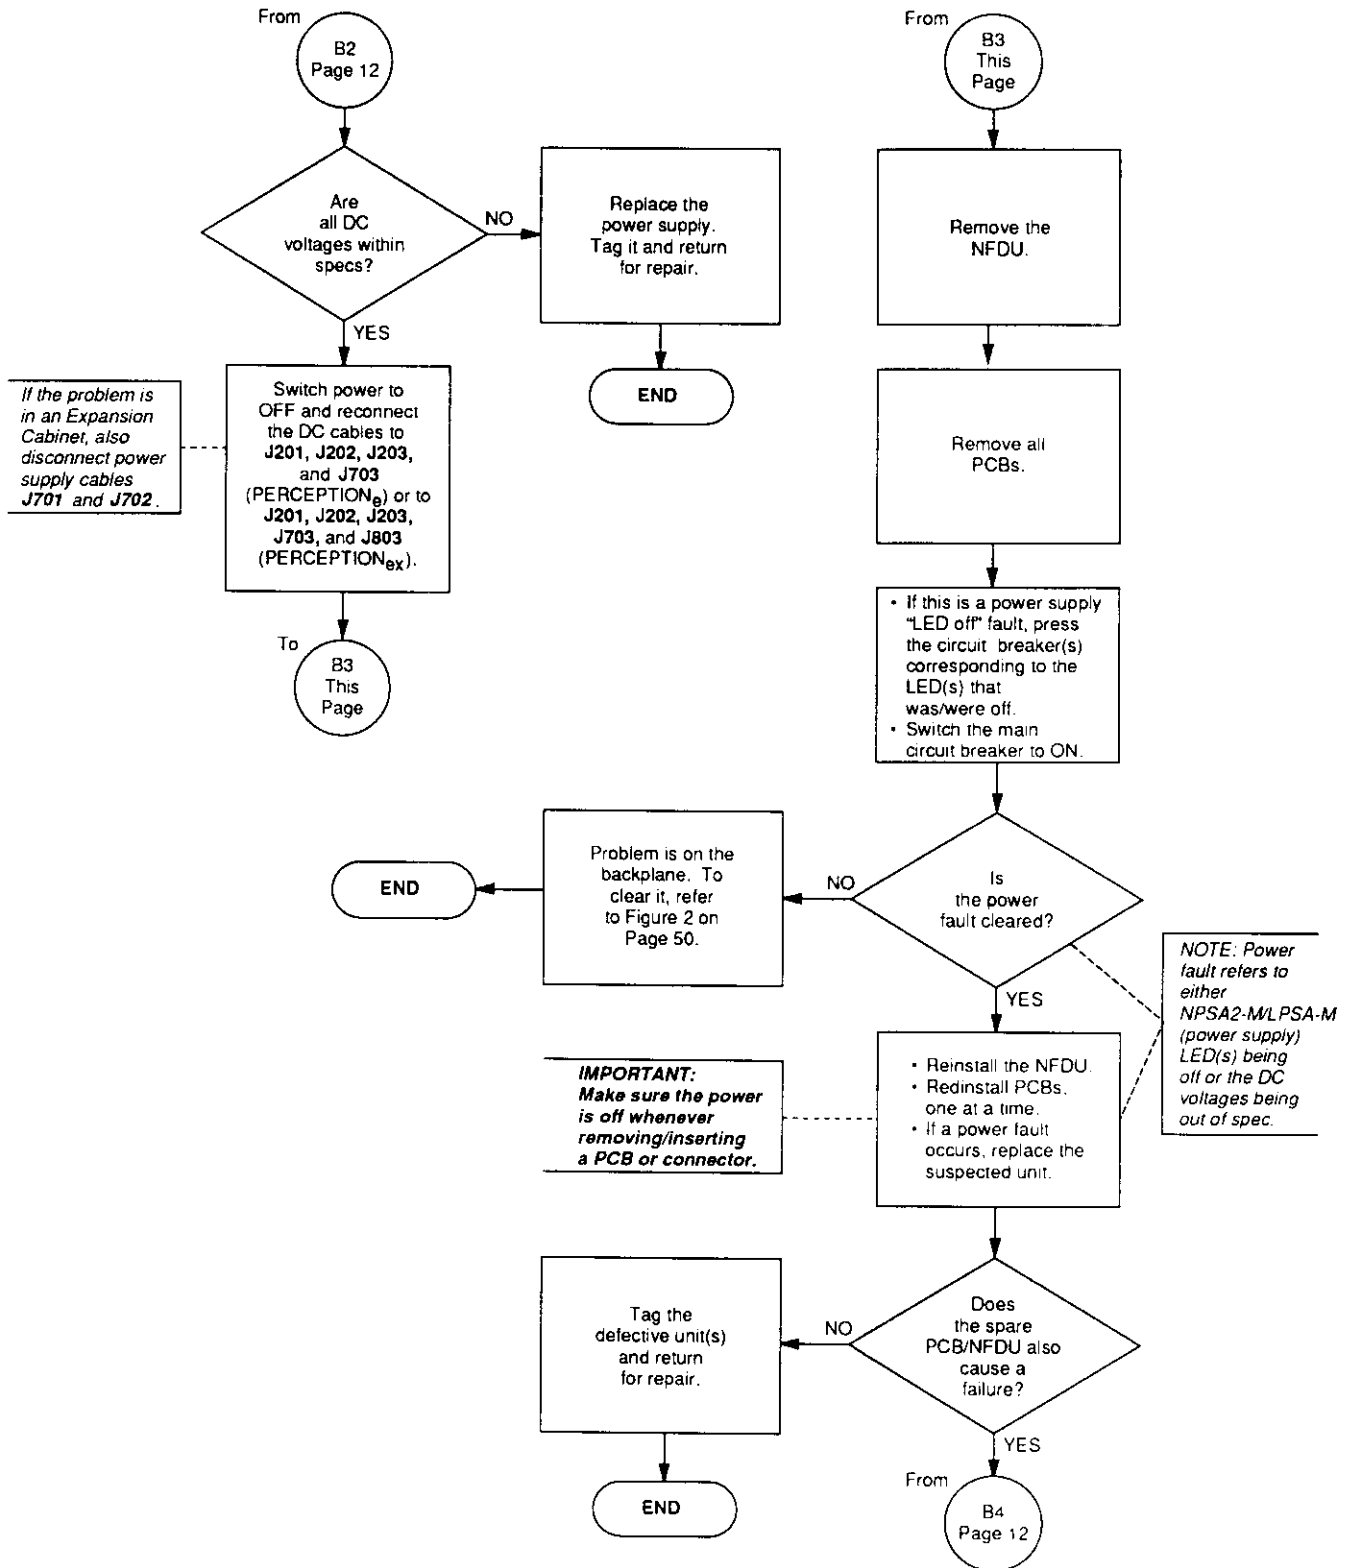 From
B2
Page 12
Are
all DC
voltages within
specs?
NO
Replace the
power supply.
Tag it and return
for repair.
END
YES
If the problem is
in an Expansion
Cabinet, also
disconnect power
supply cables
J701 and J702.
Switch power to
OFF and reconnect
the DC cables to
J201, J202, J203,
and J703
(PERCEPTIONe) or to
J201, J202, J203,
J703, and J803
(PERCEPTIONex).
To
B3
This
Page
From
B3
This
Page
Remove the
NFDU.
Remove all
PCBs.
• If this is a power supply
"LED off" fault, press
the circuit breaker(s)
corresponding to the
LED(s) that
was/were off.
• Switch the main
circuit breaker to ON.
Is
the power
fault cleared?
NO
Problem is on the
backplane. To
clear it, refer
to Figure 2 on
Page 50.
END
YES
NOTE: Power
fault refers to
either
NPSA2-M/LPSA-M
(power supply)
LED(s) being
off or the DC
voltages being
out of spec.
IMPORTANT:
Make sure the power
is off whenever
removing/inserting
a PCB or connector.
• Reinstall the NFDU.
• Redinstall PCBs,
one at a time.
• If a power fault
occurs, replace the
suspected unit.
Does
the spare
PCB/NFDU also
cause a
failure?
NO
Tag the
defective unit(s)
and return
for repair.
END
YES
From
B4
Page 12